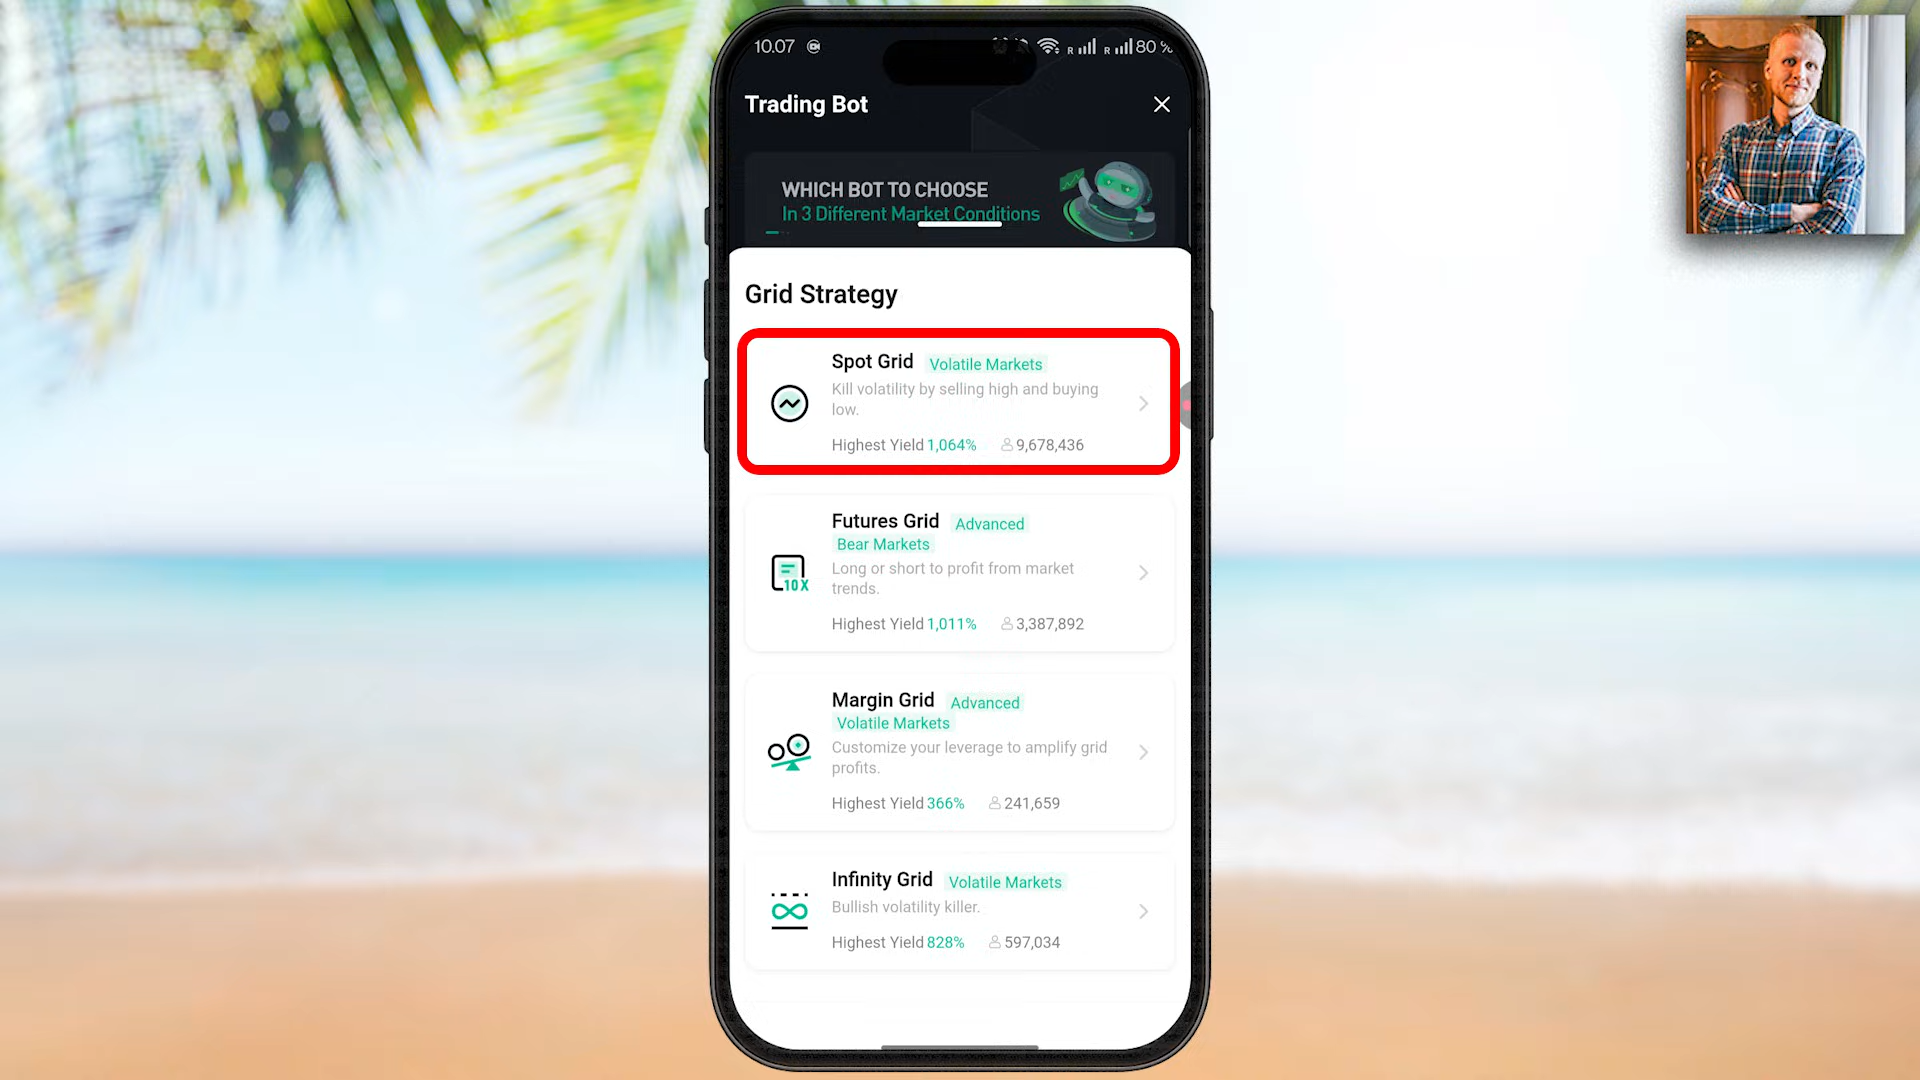 10.07
R R 80 %
Trading Bot
WHICH BOT TO CHOOSE
In 3 Different Market Conditions
Grid Strategy
Spot Grid Volatile Markets
Kill volatility by selling high and buying
low.
Highest Yield 1,064% 9,678,436
Futures Grid Advanced
Bear Markets
10X
Long or short to profit from market
trends.
Highest Yield 1,011% 3,387,892
Margin Grid Advanced
Volatile Markets
Customize your leverage to amplify grid
profits.
Highest Yield 366% 241,659
Infinity Grid Volatile Markets
Bullish volatility killer.
Highest Yield 828% 597,034